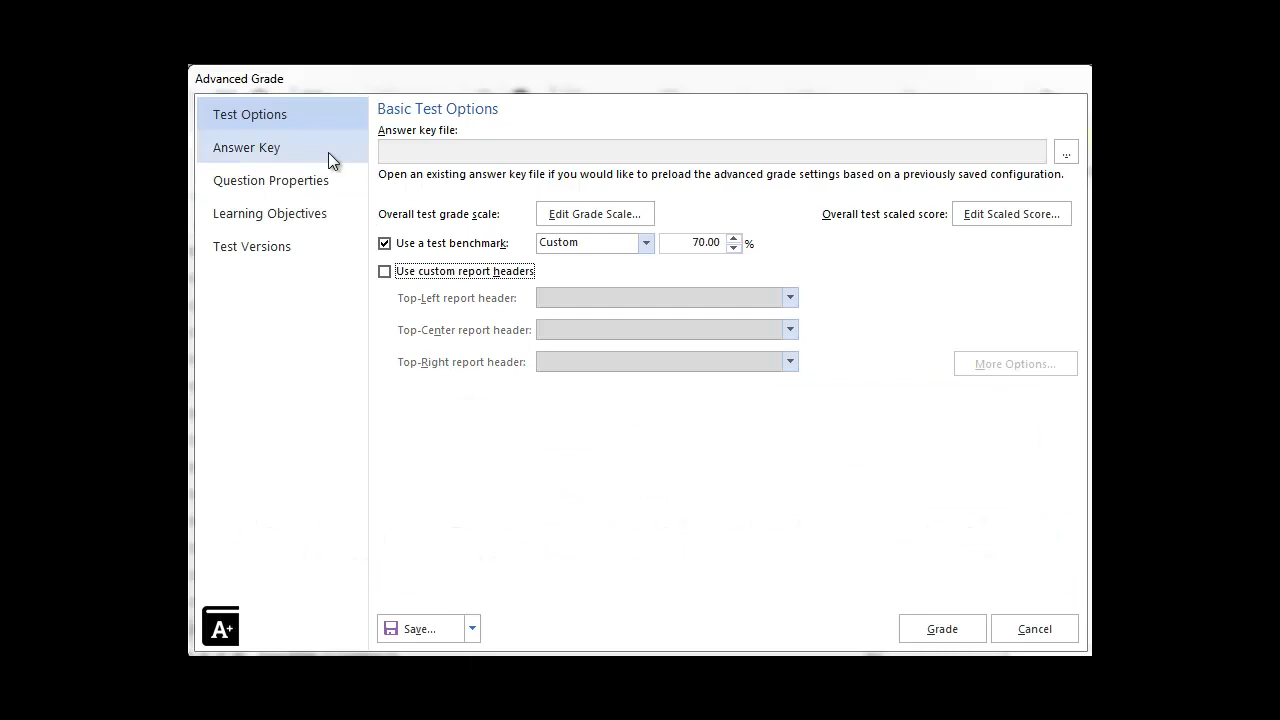 Advanced Grade
Test Options
Answer Key
Question Properties
Learning Objectives
Test Versions
Basic Test Options
Answer key file:
...
Open an existing answer key file if you would like to preload the advanced grade settings based on a previously saved configuration.
Overall test grade scale: Edit Grade Scale... Overall test scaled score: Edit Scaled Score...
Use a test benchmark: Custom 70.00 %
Use custom report headers
Top-Left report header:
Top-Center report header:
Top-Right report header: More Options...
A+ Save... Grade Cancel